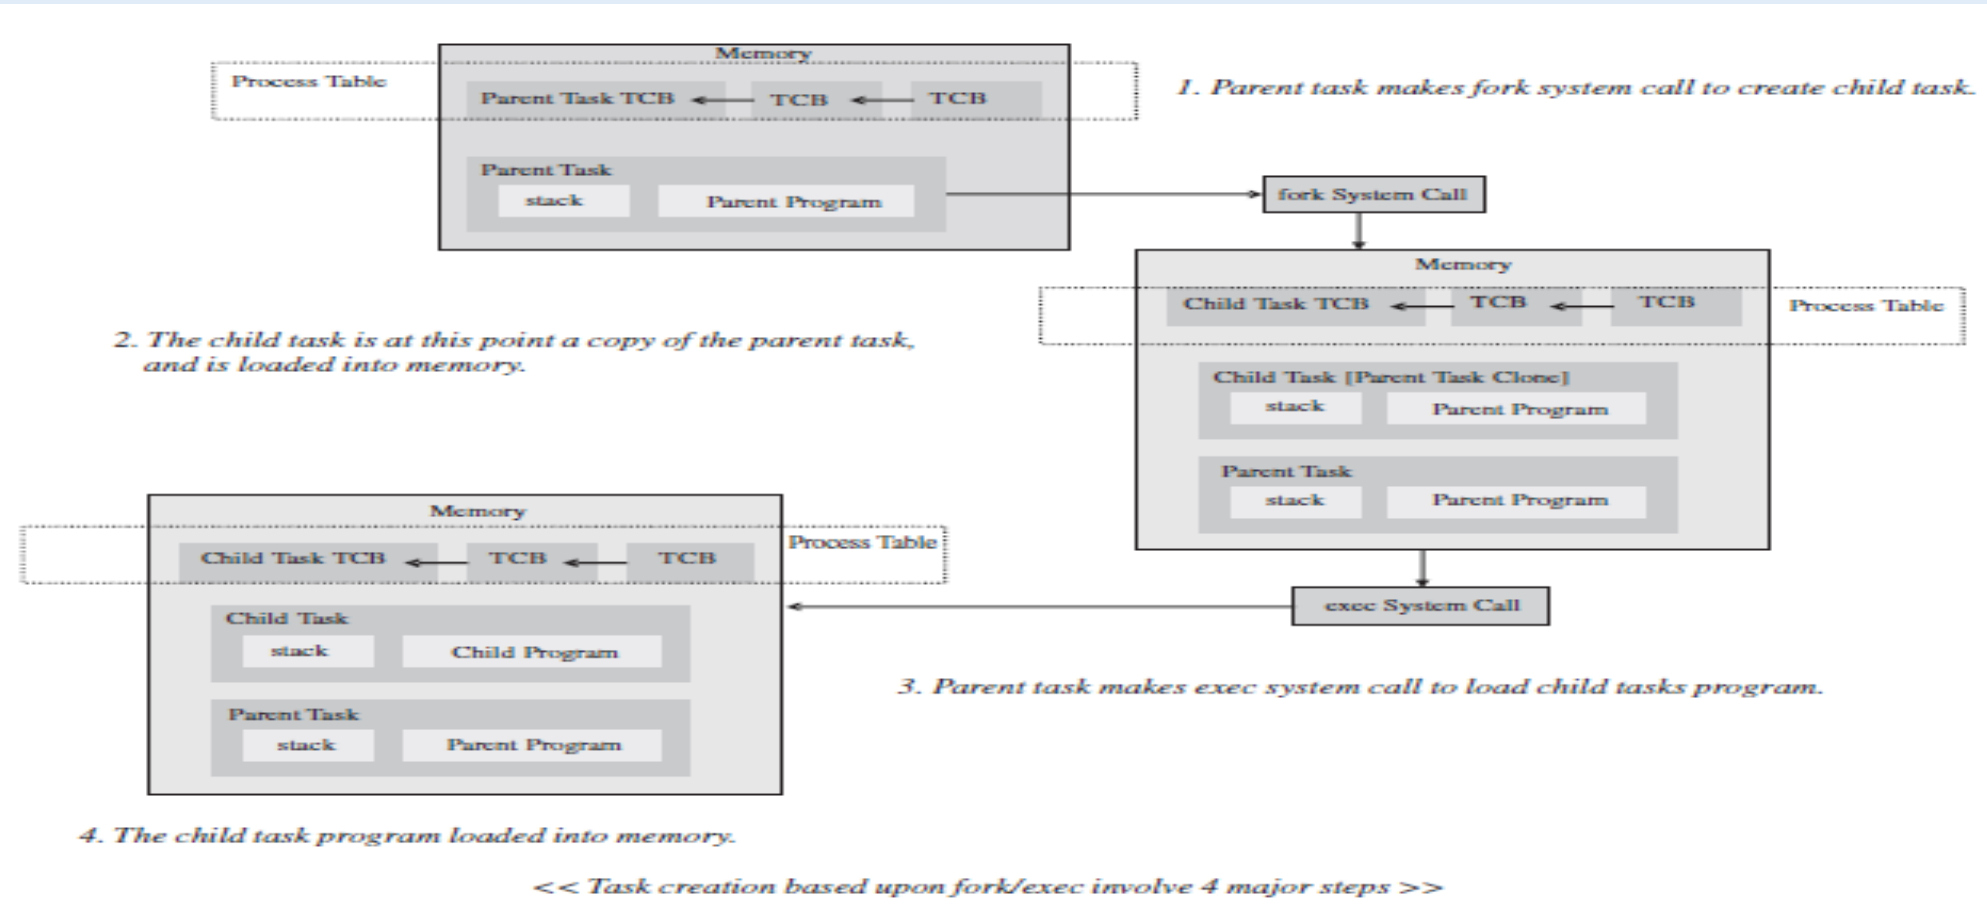 Memory
Process Table
Parent Task TCB
TCB
TCB
1. Parent task makes fork system call to create child task.
Parent Task
stack
Parent Program
fork System Call
Memory
Child Task TCB
TCB
TCB
Process Table
2. The child task is at this point a copy of the parent task,
and is loaded into memory.
Child Task [Parent Task Clone]
stack
Parent Program
Parent Task
stack
Parent Program
exec System Call
3. Parent task makes exec system call to load child tasks program.
Memory
Process Table
Child Task TCB
TCB
TCB
Child Task
stack
Child Program
Parent Task
stack
Parent Program
4. The child task program loaded into memory.
<< Task creation based upon fork/exec involve 4 major steps >>